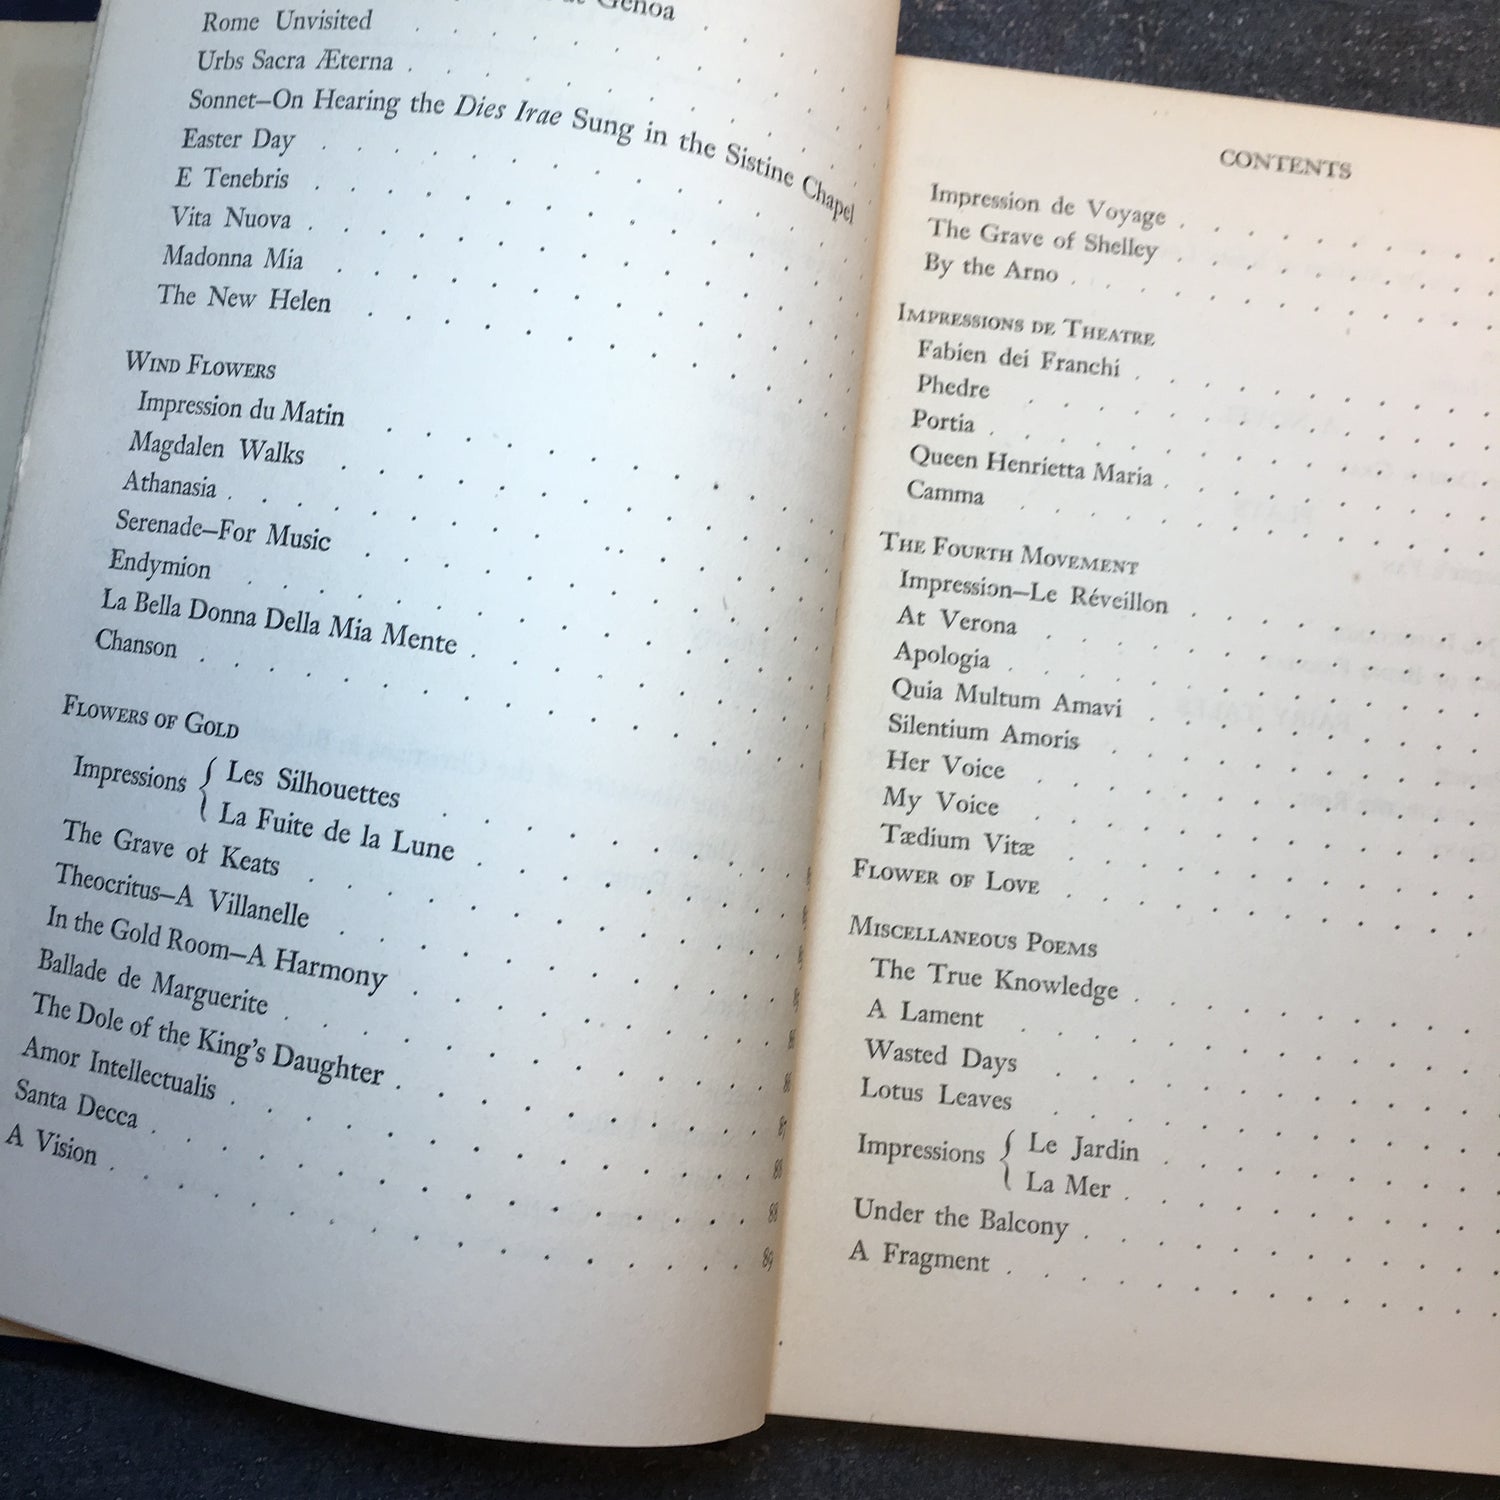 Genoa
Rome Unvisited
Urbs Sacra Æterna
Sonnet—On Hearing the Dies Irae Sung in the Sistine Chapel
Easter Day
E Tenebris
Vita Nuova
Madonna Mia
The New Helen
Wind Flowers
Impression du Matin
Magdalen Walks
Athanasia
Serenade—For Music
Endymion
La Bella Donna Della Mia Mente
Chanson
Flowers of Gold
Impressions { Les Silhouettes
La Fuite de la Lune
The Grave of Keats
Theocritus—A Villanelle
In the Gold Room—A Harmony
Ballade de Marguerite
The Dole of the King's Daughter 87
Amor Intellectualis 88
Santa Decca 88
A Vision 89
CONTENTS
Impression de Voyage
The Grave of Shelley
By the Arno
Impressions de Theatre
Fabien dei Franchi
Phedre
Portia
Queen Henrietta Maria
Camma
The Fourth Movement
Impression—Le Réveillon
At Verona
Apologia
Quia Multum Amavi
Silentium Amoris
Her Voice
My Voice
Tædium Vitæ
Flower of Love
Miscellaneous Poems
The True Knowledge
A Lament
Wasted Days
Lotus Leaves
Impressions { Le Jardin
La Mer
Under the Balcony
A Fragment